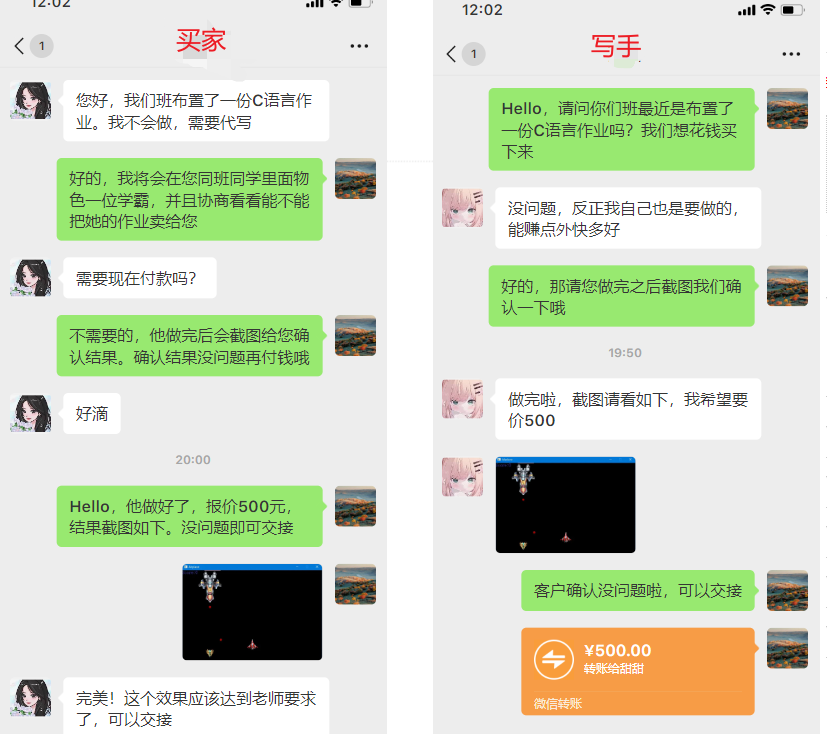 12:02
1
买家
您好，我们班布置了一份C语言作
业。我不会做，需要代写
好的，我将会在您同班同学里面物
色一位学霸，并且协商看看能不能
把她的作业卖给您
需要现在付款吗？
不需要的，他做完后会截图给您确
认结果。确认结果没问题再付钱哦
好滴
20:00
Hello，他做好了，报价500元，
结果截图如下。没问题即可交接
完美！这个效果应该达到老师要求
了，可以交接
12:02
1
写手
Hello，请问你们班最近是布置了
一份C语言作业吗？我们想花钱买
下来
没问题，反正我自己也是要做的，
能赚点外快多好
好的，那请您做完之后截图我们确
认一下哦
19:50
做完啦，截图请看如下，我希望要
价500
客户确认没问题啦，可以交接
¥500.00
转账给甜甜
微信转账